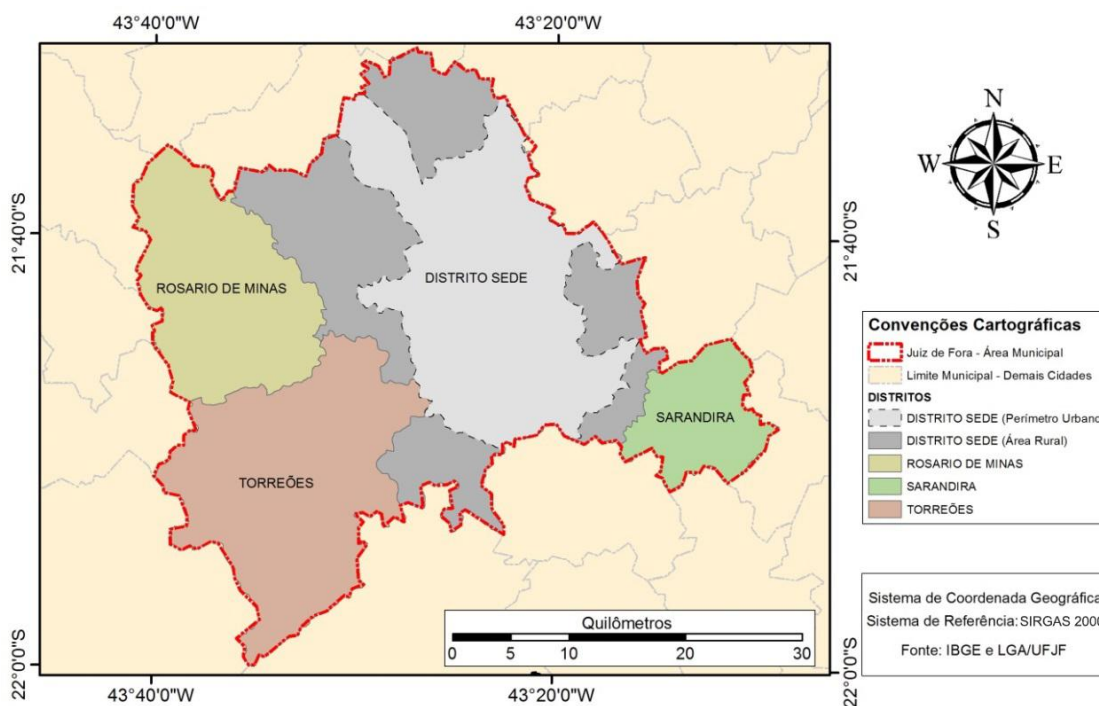 43°40'0"W
43°20'0"W
21°40'0"S
21°40'0"S
22°0'0"S
22°0'0"S
43°40'0"W
43°20'0"W
ROSARIO DE MINAS
DISTRITO SEDE
SARANDIRA
TORREÕES
Quilômetros
0 5 10 20 30
N
W E
S
Convenções Cartográficas
Juiz de Fora - Área Municipal
Limite Municipal - Demais Cidades
DISTRITOS
DISTRITO SEDE (Perímetro Urbano
DISTRITO SEDE (Área Rural)
ROSARIO DE MINAS
SARANDIRA
TORREÕES
Sistema de Coordenada Geográfica
Sistema de Referência: SIRGAS 2000
Fonte: IBGE e LGA/UFJF